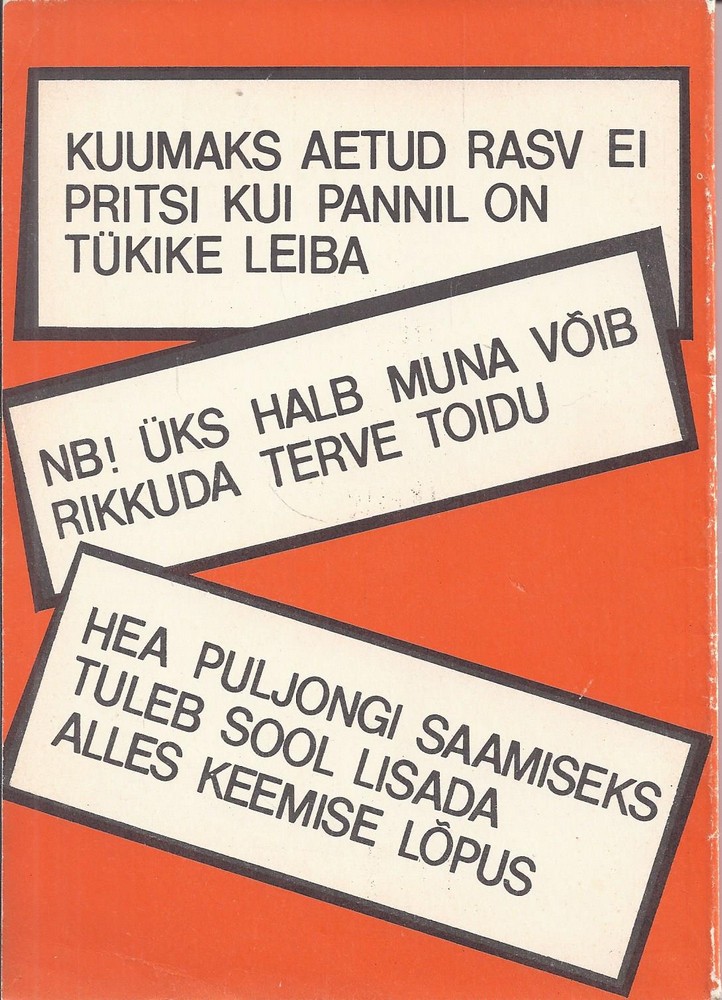 KUUMAKS AETUD RASV EI
PRITSI KUI PANNIL ON
TÜKIKE LEIBA
NB! ÜKS HALB MUNA VÕIB
RIKKUDA TERVE TOIDU
HEA PULJONGI SAAMISEKS
TULEB SOOL LISADA
ALLES KEEMISE LÕPUS